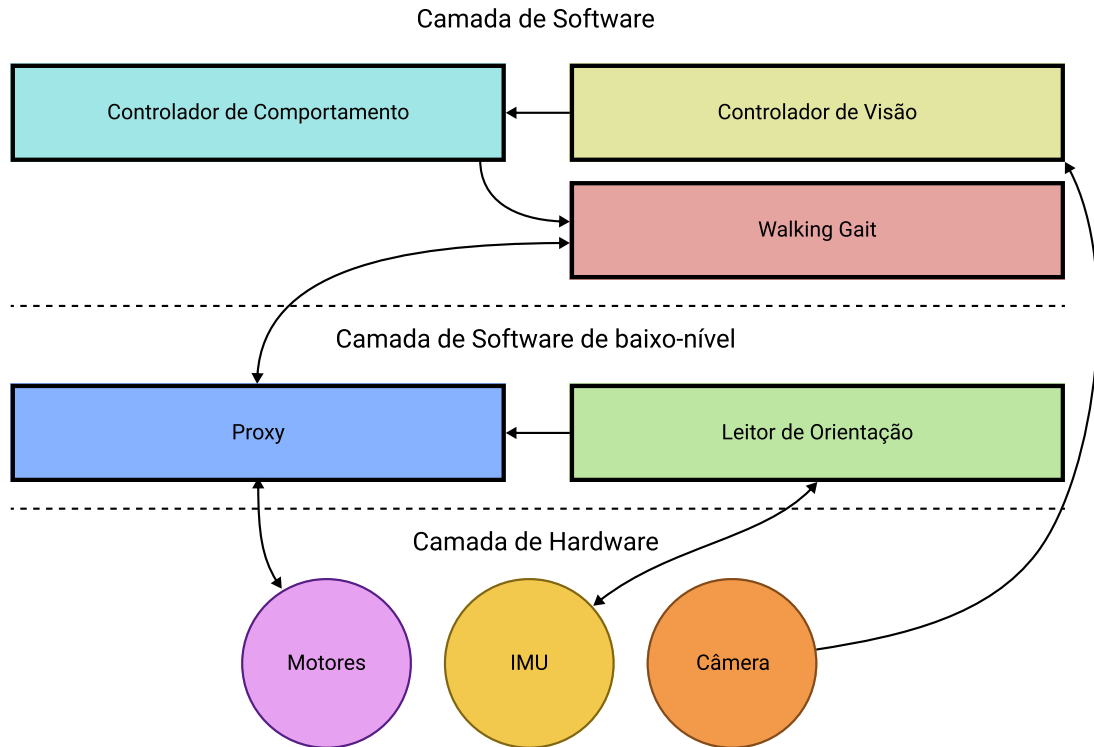 Camada de Software
Controlador de Comportamento
Controlador de Visão
Walking Gait
Camada de Software de baixo-nível
Proxy
Leitor de Orientação
Camada de Hardware
Motores
IMU
Câmera